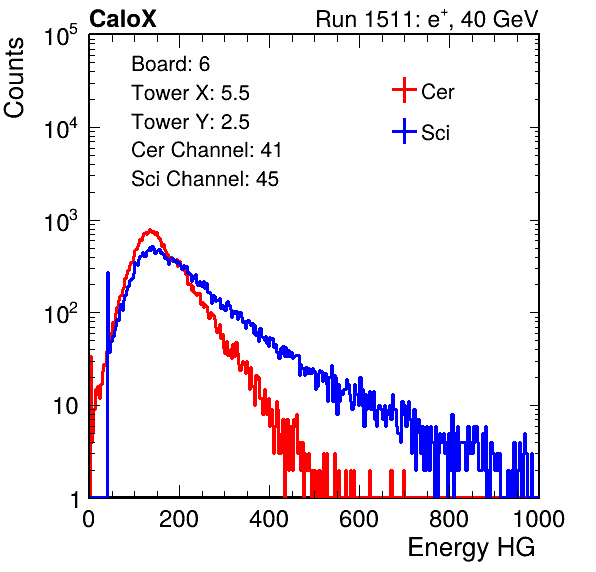 CaloX Run 1511: e⁺, 40 GeV
Counts
Board: 6
Tower X: 5.5
Tower Y: 2.5
Cer Channel: 41
Sci Channel: 45
Cer
Sci
10⁵
10⁴
10³
10²
10
1
0 200 400 600 800 1000
Energy HG